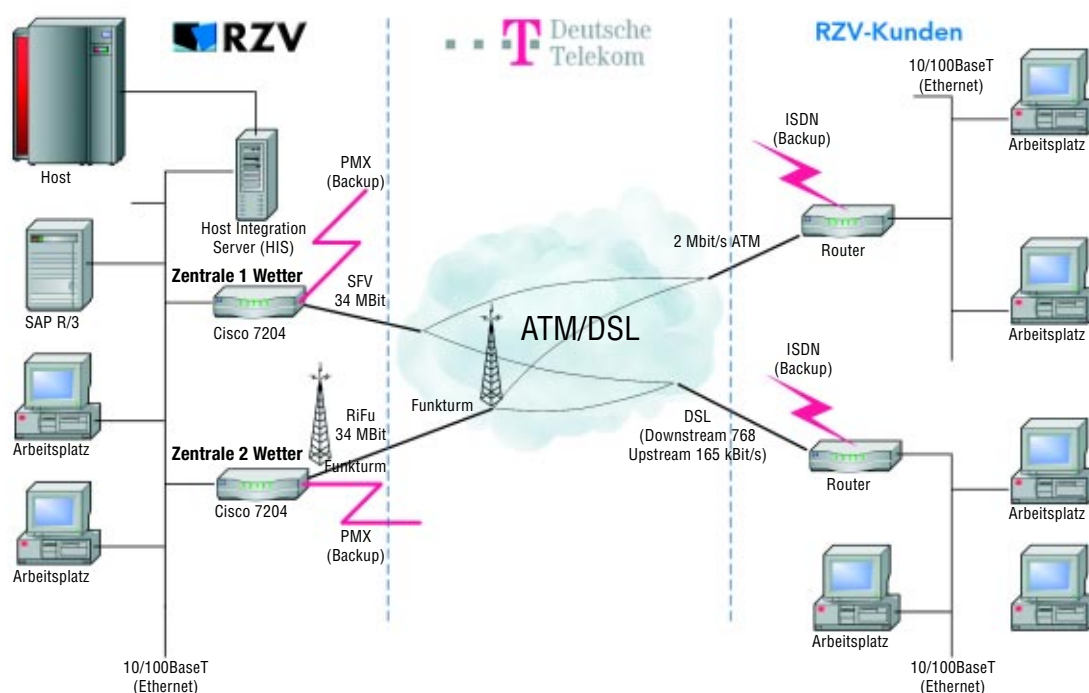 RZV
Deutsche
Telekom
RZV-Kunden
Host
Host Integration
Server (HIS)
PMX
(Backup)
SAP R/3
Zentrale 1 Wetter
Cisco 7204
SFV
34 MBit
Arbeitsplatz
Zentrale 2 Wetter
Cisco 7204
RiFu
34 MBit
Funkturm
PMX
(Backup)
Arbeitsplatz
10/100BaseT
(Ethernet)
ATM/DSL
Funkturm
2 Mbit/s ATM
DSL
(Downstream 768
Upstream 165 kBit/s)
10/100BaseT
(Ethernet)
ISDN
(Backup)
Router
Arbeitsplatz
Arbeitsplatz
ISDN
(Backup)
Router
Arbeitsplatz
Arbeitsplatz
Arbeitsplatz
10/100BaseT
(Ethernet)